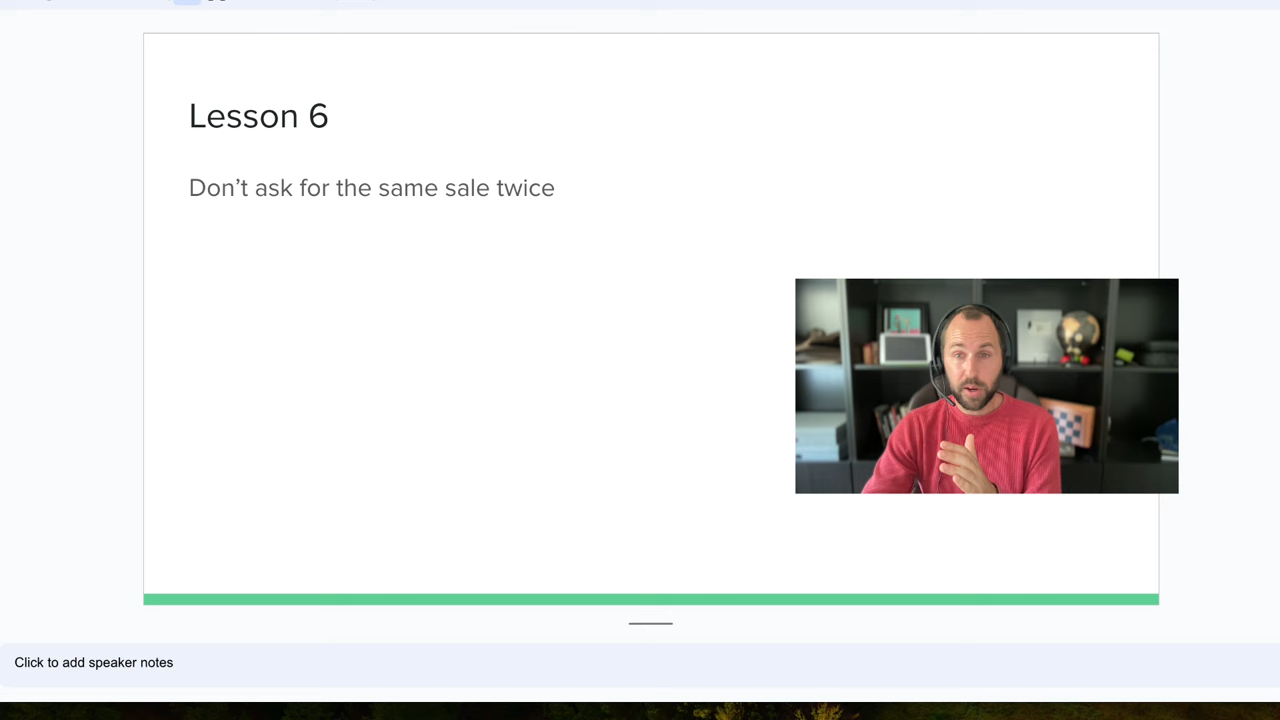 Lesson 6
Don’t ask for the same sale twice
Click to add speaker notes